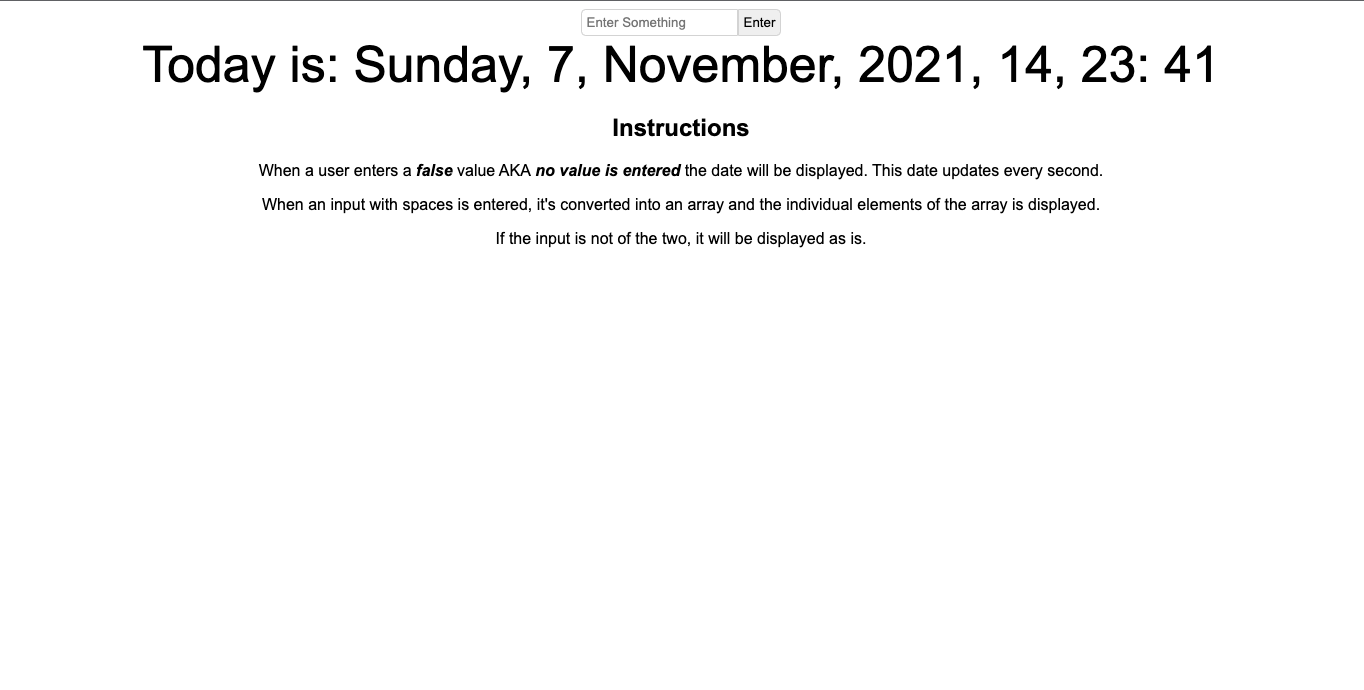 Enter Something Enter
Today is: Sunday, 7, November, 2021, 14, 23: 41
Instructions
When a user enters a false value AKA no value is entered the date will be displayed. This date updates every second.
When an input with spaces is entered, it's converted into an array and the individual elements of the array is displayed.
If the input is not of the two, it will be displayed as is.